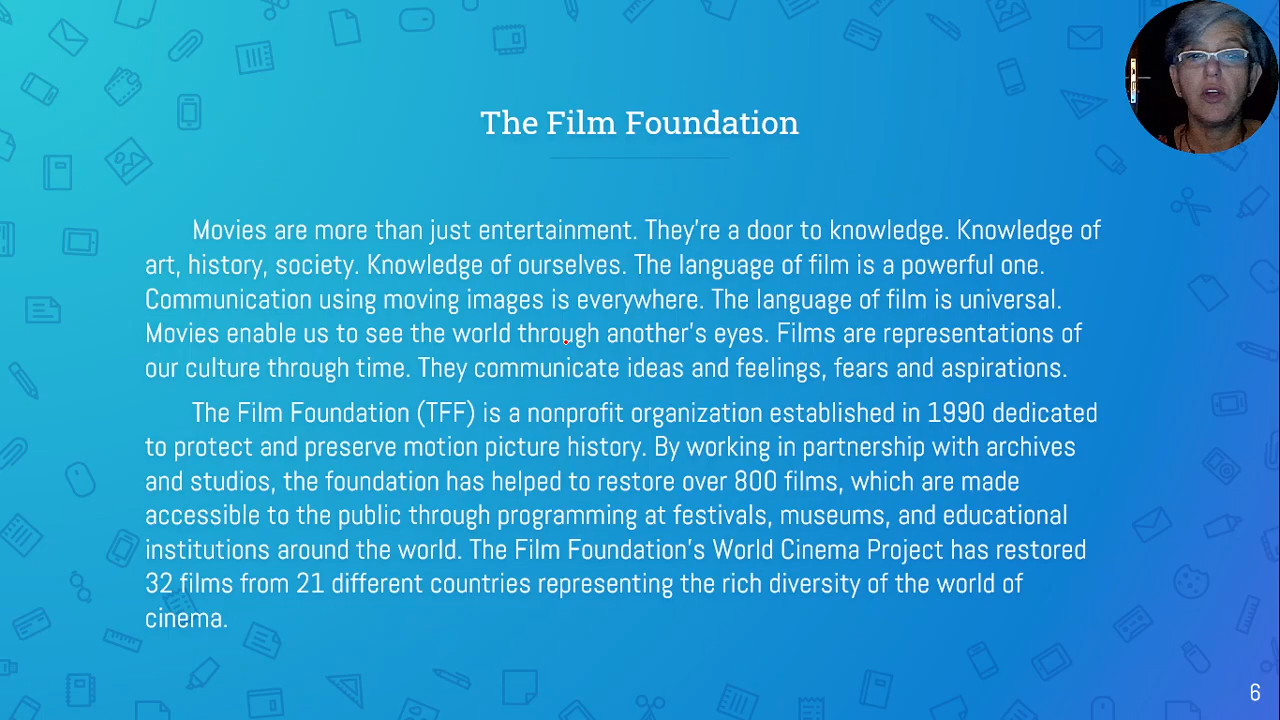 The Film Foundation
Movies are more than just entertainment. They're a door to knowledge. Knowledge of
art, history, society. Knowledge of ourselves. The language of film is a powerful one.
Communication using moving images is everywhere. The language of film is universal.
Movies enable us to see the world through another's eyes. Films are representations of
our culture through time. They communicate ideas and feelings, fears and aspirations.
The Film Foundation (TFF) is a nonprofit organization established in 1990 dedicated
to protect and preserve motion picture history. By working in partnership with archives
and studios, the foundation has helped to restore over 800 films, which are made
accessible to the public through programming at festivals, museums, and educational
institutions around the world. The Film Foundation's World Cinema Project has restored
32 films from 21 different countries representing the rich diversity of the world of
cinema.
6